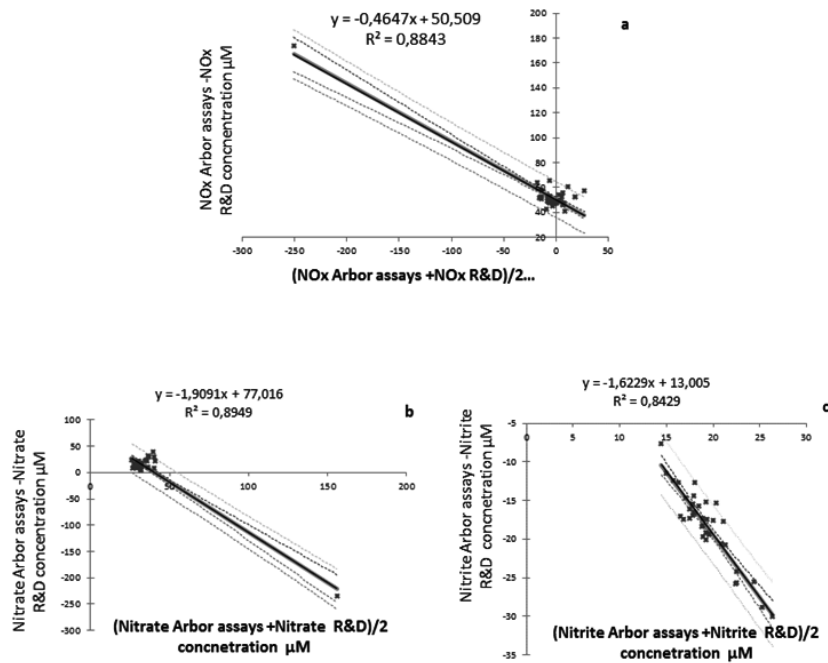 y = -0,4647x + 50,509
R² = 0,8843
a
NOx Arbor assays -NOx
R&D concnentration µM
200
180
160
140
120
100
80
60
40
20
-300
-250
-200
-150
-100
-50
0
50
(NOx Arbor assays +NOx R&D)/2...
y = -1,9091x + 77,016
R² = 0,8949
b
Nitrate Arbor assays -Nitrate
R&D concentration µM
100
50
0
-50
-100
-150
-200
-250
-300
0
50
100
150
200
(Nitrate Arbor assays +Nitrate R&D)/2
concnetration µM
y = -1,6229x + 13,005
R² = 0,8429
Nitrite Arbor assays -Nitrite
R&D concnetration µM
-5
-10
-15
-20
-25
-30
-35
0
5
10
15
20
25
30
(Nitrite Arbor assays +Nitrite R&D)/2
concnetration µM